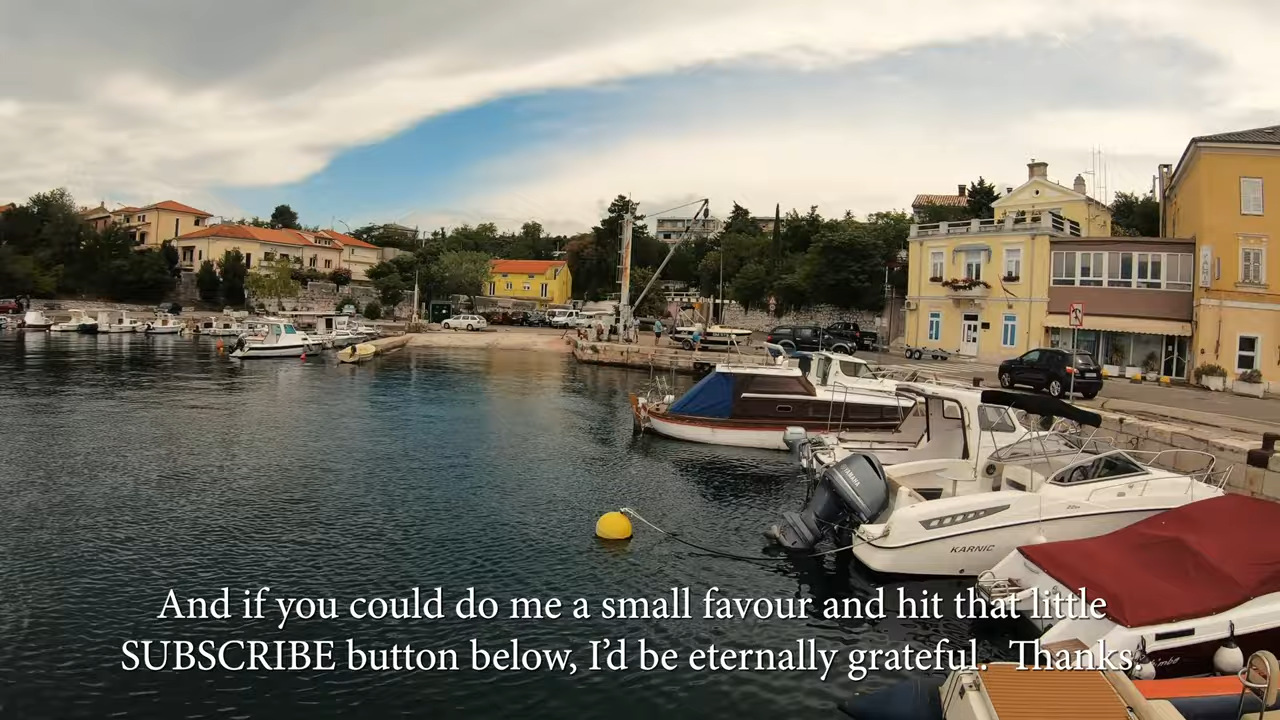 YAMAHA
KARNIC
And if you could do me a small favour and hit that little
SUBSCRIBE button below, I'd be eternally grateful.  Thanks.